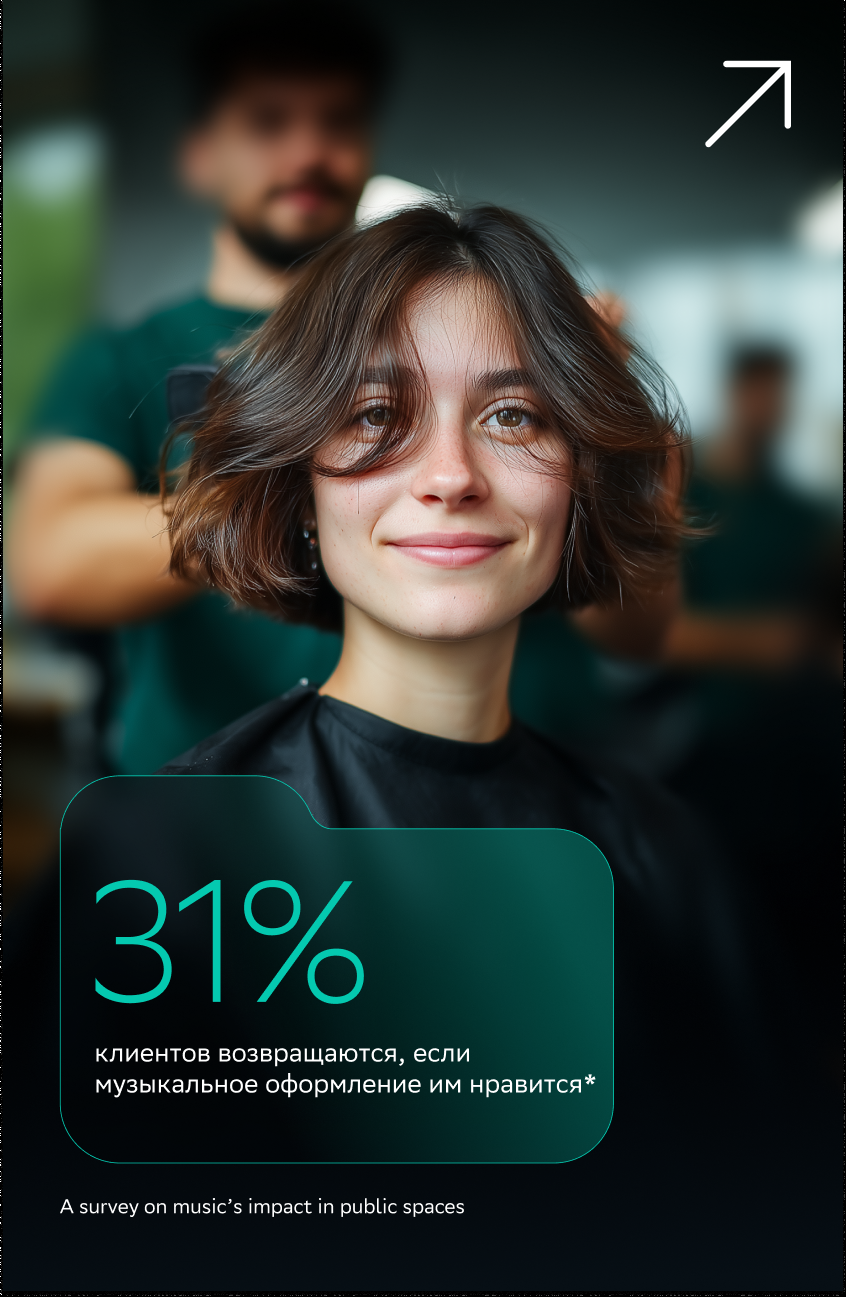 31%
клиентов возвращаются, если
музыкальное оформление им нравится*
A survey on music’s impact in public spaces